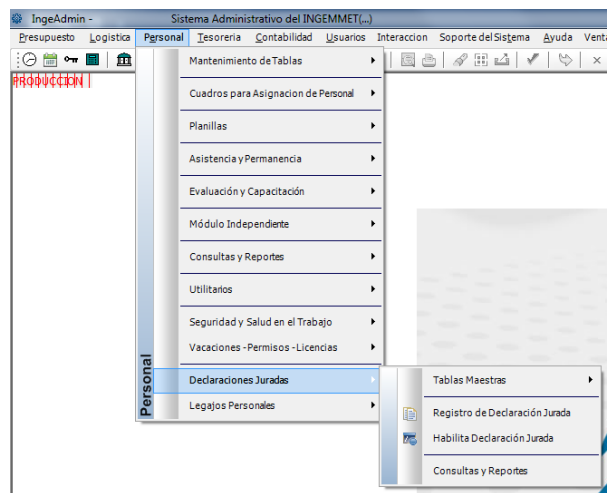 IngeAdmin - Sistema Administrativo del INGEMMET(...)
Presupuesto Logistica Personal Tesoreria Contabilidad Usuarios Interaccion Soporte del Sistema Ayuda Venta
PRODUCCION
Mantenimiento de Tablas
Cuadros para Asignacion de Personal
Planillas
Asistencia y Permanencia
Evaluación y Capacitación
Módulo Independiente
Consultas y Reportes
Utilitarios
Seguridad y Salud en el Trabajo
Vacaciones -Permisos -Licencias
Declaraciones Juradas
Legajos Personales
Personal
Tablas Maestras
Registro de Declaración Jurada
Habilita Declaración Jurada
Consultas y Reportes